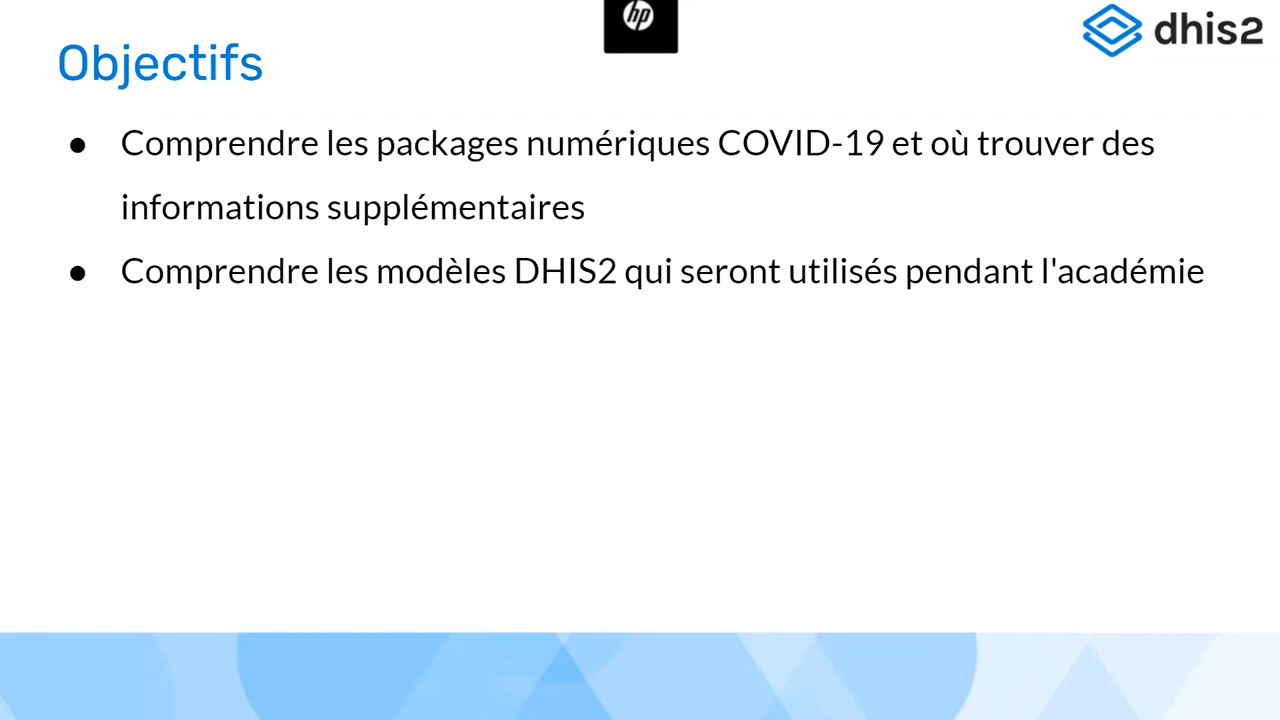 hp
dhis2
Objectifs
● Comprendre les packages numériques COVID-19 et où trouver des
informations supplémentaires
● Comprendre les modèles DHIS2 qui seront utilisés pendant l'académie